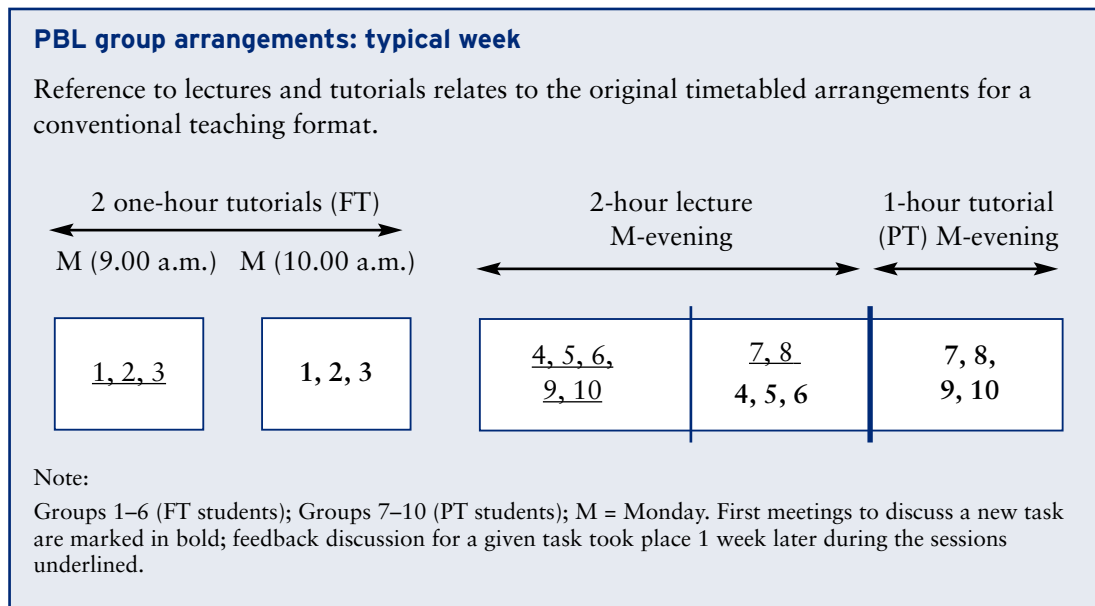 PBL group arrangements: typical week
Reference to lectures and tutorials relates to the original timetabled arrangements for a
conventional teaching format.
2 one-hour tutorials (FT)
M (9.00 a.m.) M (10.00 a.m.)
2-hour lecture
M-evening
1-hour tutorial
(PT) M-evening
1, 2, 3
1, 2, 3
4, 5, 6,
9, 10
7, 8
4, 5, 6
7, 8,
9, 10
Note:
Groups 1–6 (FT students); Groups 7–10 (PT students); M = Monday. First meetings to discuss a new task
are marked in bold; feedback discussion for a given task took place 1 week later during the sessions
underlined.